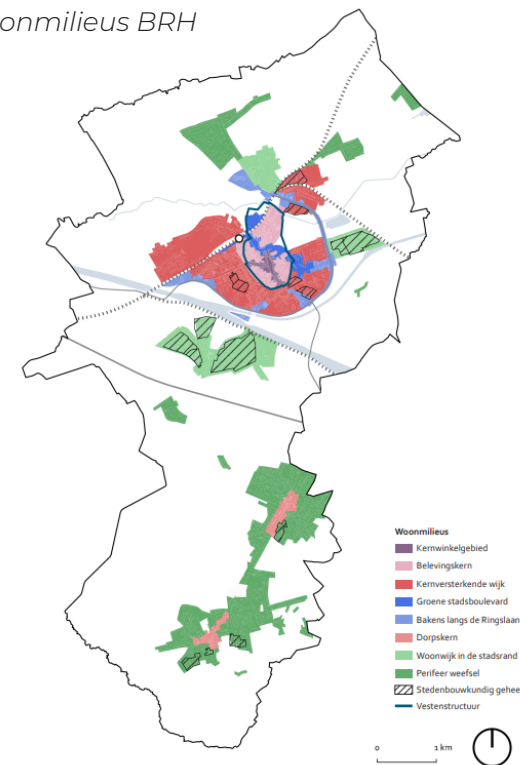 onmilieus BRH
Woonmilieus
Kernwinkelgebied
Belevingskern
Kernversterkende wijk
Groene stadsboulevard
Bakens langs de Ringslaan
Dorpskern
Woonwijk in de stadsrand
Perifeer weefsel
Stedenbouwkundig gehee
Vestenstructuur
0 1 km